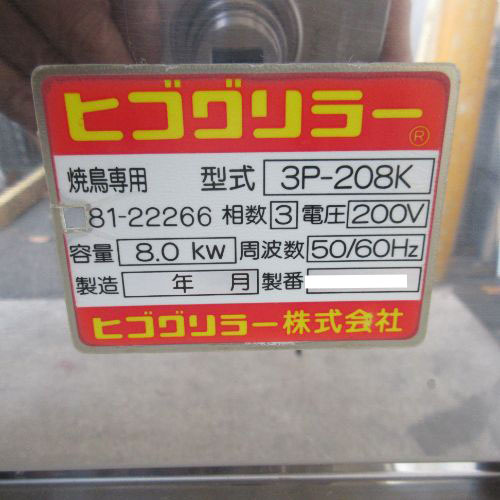 ヒゴグリラー®
焼鳥専用 型式 3P-208K
81-22266 相数 3 電圧 200V
容量 8.0 kw 周波数 50/60Hz
製造 年 月 製番
ヒゴグリラー株式会社